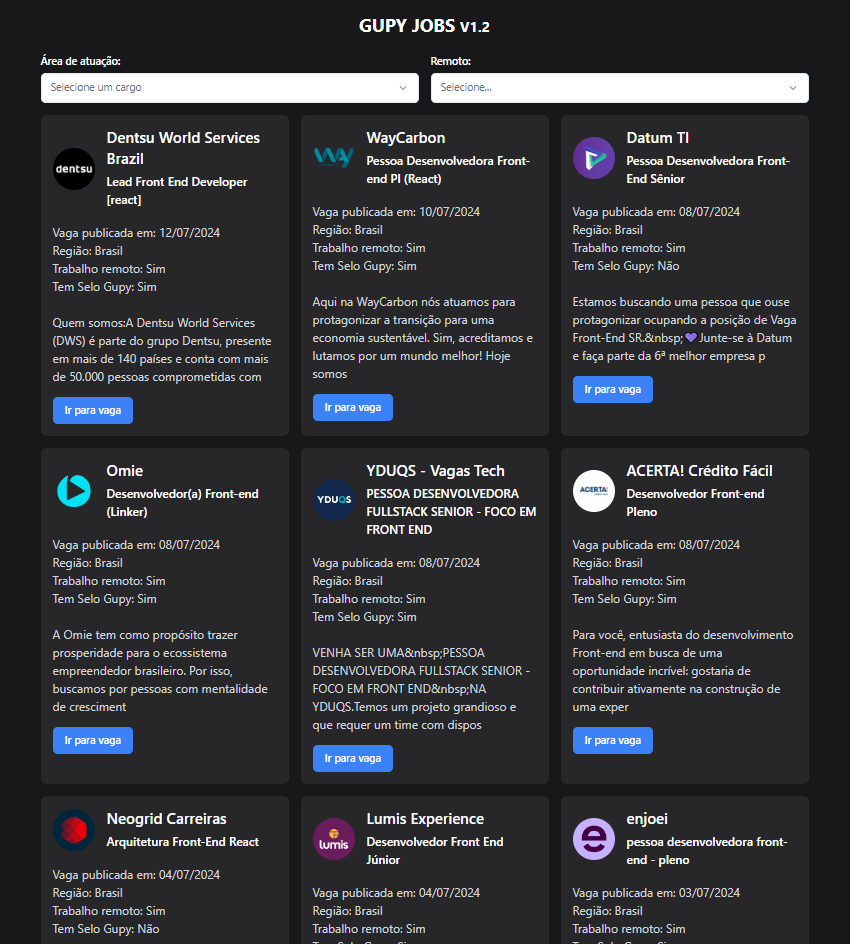 GUPY JOBS V1.2
Área de atuação:
Remoto:
Selecione um cargo
Selecione...
dentsu
Dentsu World Services
Brazil
Lead Front End Developer
[react]
Vaga publicada em: 12/07/2024
Região: Brasil
Trabalho remoto: Sim
Tem Selo Gupy: Sim
Quem somos:A Dentsu World Services
(DWS) é parte do grupo Dentsu, presente
em mais de 140 países e conta com mais
de 50.000 pessoas comprometidas com
Ir para vaga
WAY
WayCarbon
Pessoa Desenvolvedora Front-
end Pl (React)
Vaga publicada em: 10/07/2024
Região: Brasil
Trabalho remoto: Sim
Tem Selo Gupy: Sim
Aqui na WayCarbon nós atuamos para
protagonizar a transição para uma
economia sustentável. Sim, acreditamos e
lutamos por um mundo melhor! Hoje
somos
Ir para vaga
Datum TI
Pessoa Desenvolvedora Front-
End Sênior
Vaga publicada em: 08/07/2024
Região: Brasil
Trabalho remoto: Sim
Tem Selo Gupy: Não
Estamos buscando uma pessoa que ouse
protagonizar ocupando a posição de Vaga
Front-End SR.&nbsp;💜Junte-se à Datum
e faça parte da 6ª melhor empresa p
Ir para vaga
Omie
Desenvolvedor(a) Front-end
(Linker)
Vaga publicada em: 08/07/2024
Região: Brasil
Trabalho remoto: Sim
Tem Selo Gupy: Sim
A Omie tem como propósito trazer
prosperidade para o ecossistema
empreendedor brasileiro. Por isso,
buscamos por pessoas com mentalidade
de cresciment
Ir para vaga
YDUQS
YDUQS - Vagas Tech
PESSOA DESENVOLVEDORA
FULLSTACK SENIOR - FOCO EM
FRONT END
Vaga publicada em: 08/07/2024
Região: Brasil
Trabalho remoto: Sim
Tem Selo Gupy: Sim
VENHA SER UMA&nbsp;PESSOA
DESENVOLVEDORA FULLSTACK SENIOR -
FOCO EM FRONT END&nbsp;NA
YDUQS.Temos um projeto grandioso e
que requer um time com dispos
Ir para vaga
ACERTA!
ACERTA! Crédito Fácil
Desenvolvedor Front-end
Pleno
Vaga publicada em: 08/07/2024
Região: Brasil
Trabalho remoto: Sim
Tem Selo Gupy: Sim
Para você, entusiasta do desenvolvimento
Front-end em busca de uma
oportunidade incrível: gostaria de
contribuir ativamente na construção de
uma exper
Ir para vaga
Neogrid Carreiras
Arquitetura Front-End React
Vaga publicada em: 04/07/2024
Região: Brasil
Trabalho remoto: Sim
Tem Selo Gupy: Não
lumis
Lumis Experience
Desenvolvedor Front End
Júnior
Vaga publicada em: 04/07/2024
Região: Brasil
Trabalho remoto: Sim
enjoei
pessoa desenvolvedora front-
end - pleno
Vaga publicada em: 03/07/2024
Região: Brasil
Trabalho remoto: Sim